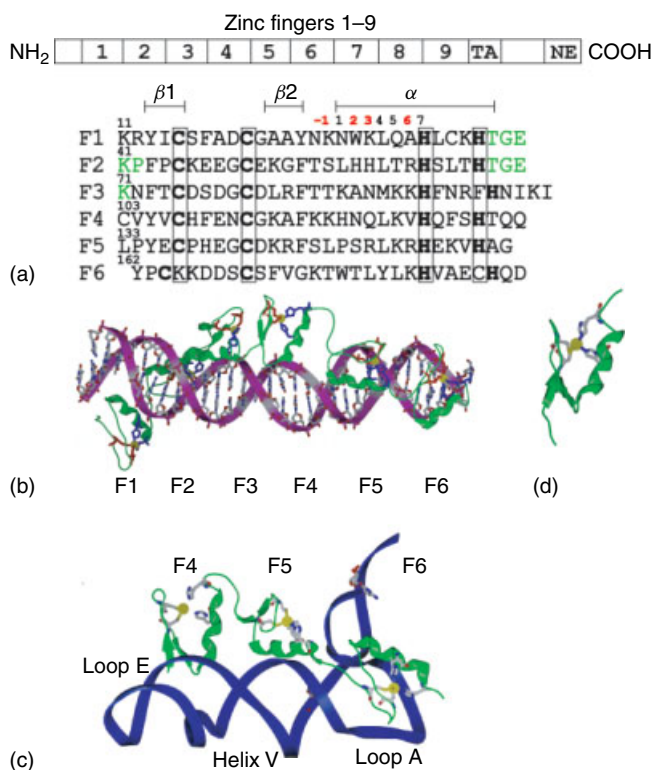 Zinc fingers 1–9
NH2 1 2 3 4 5 6 7 8 9 TA NE COOH
β1 β2 α
11 -1 1 2 3 4 5 6 7
F1 KRYICSFADCGAAYNKNWKLQAHLCKHTGE
41
F2 KPFPCKEEGCEKGFTSLHHLTRHSLTHTGE
71
F3 KNFTCDSDGCDLRFTTKANMKKHFNRFHNIKI
103
F4 CVYVCHFENCGKAFKKHNQLKVHQFSHTQQ
133
F5 LPYECPHEGCDKRFSLPSRLKRHEKVHAG
162
F6 YPCKKDDSCSFVGKTWTLYLKHVAECHQD
(a)
(b) F1 F2 F3 F4 F5 F6 (d)
F4 F5 F6
Loop E
Helix V Loop A
(c)